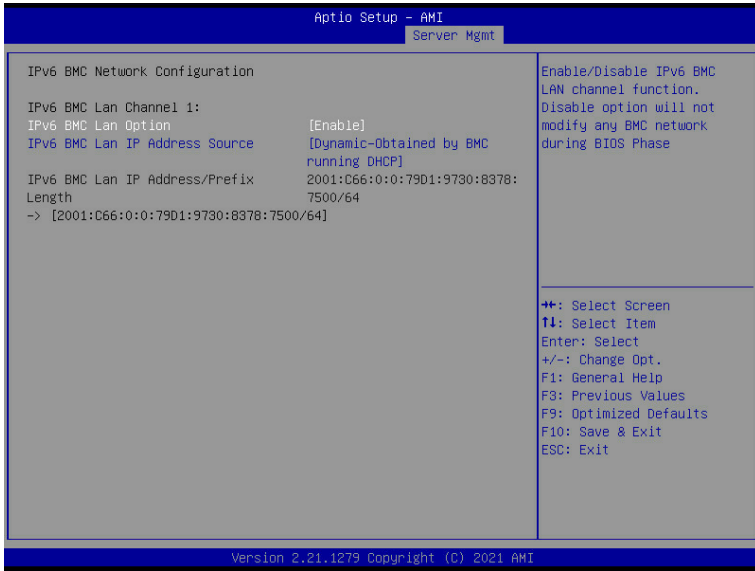 Aptio Setup – AMI
Server Mgmt
IPv6 BMC Network Configuration
IPv6 BMC Lan Channel 1:
IPv6 BMC Lan Option [Enable]
IPv6 BMC Lan IP Address Source [Dynamic-Obtained by BMC
running DHCP]
IPv6 BMC Lan IP Address/Prefix 2001:C66:0:0:79D1:9730:8378:
Length 7500/64
-> [2001:C66:0:0:79D1:9730:8378:7500/64]
Enable/Disable IPv6 BMC
LAN channel function.
Disable option will not
modify any BMC network
during BIOS Phase
→←: Select Screen
↑↓: Select Item
Enter: Select
+/-: Change Opt.
F1: General Help
F3: Previous Values
F9: Optimized Defaults
F10: Save & Exit
ESC: Exit
Version 2.21.1279 Copyright (C) 2021 AMI